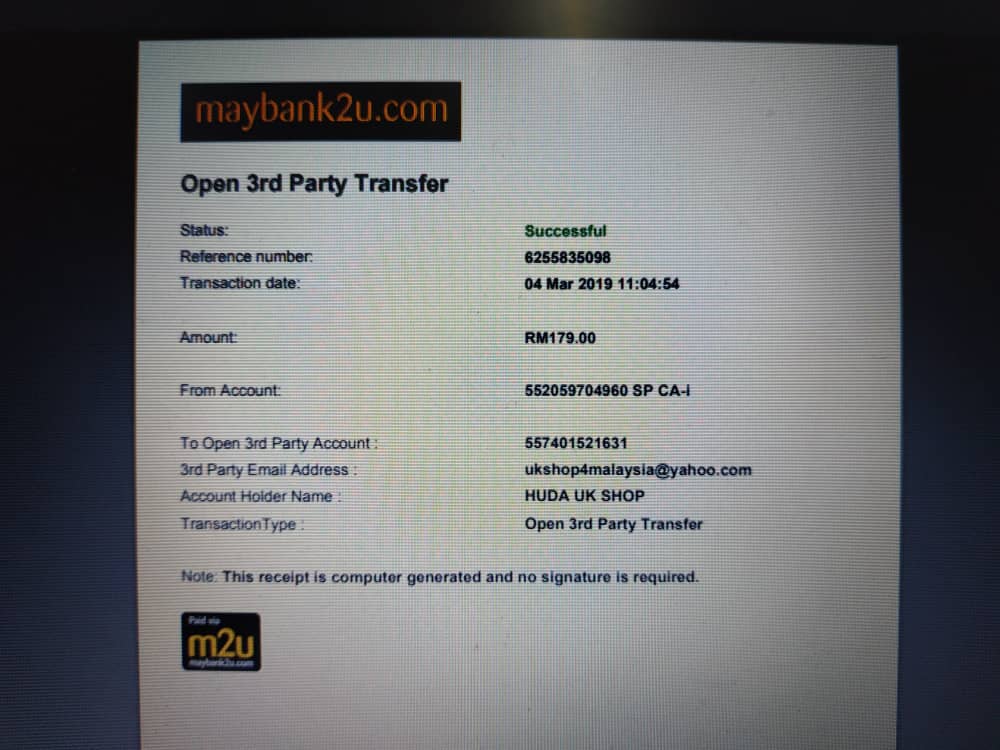 maybank2u.com
Open 3rd Party Transfer
Status: Successful
Reference number: 6255835098
Transaction date: 04 Mar 2019 11:04:54
Amount: RM179.00
From Account: 552059704960 SP CA-i
To Open 3rd Party Account : 557401521631
3rd Party Email Address : ukshop4malaysia@yahoo.com
Account Holder Name : HUDA UK SHOP
TransactionType : Open 3rd Party Transfer
Note: This receipt is computer generated and no signature is required.
Paid via
m2u
maybank2u.com